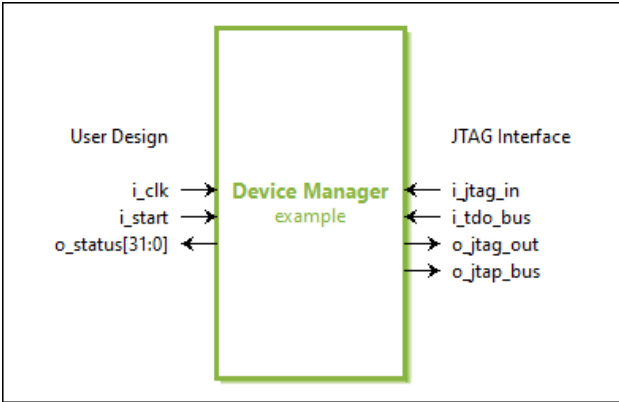 User Design
JTAG Interface
i_clk
Device Manager
i_jtag_in
i_start
example
i_tdo_bus
o_status[31:0]
o_jtag_out
o_jtap_bus